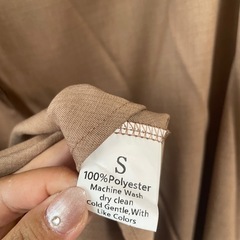 S
100%Polyester
Machine Wash
dry clean
Cold Gentle,With
Like Colors